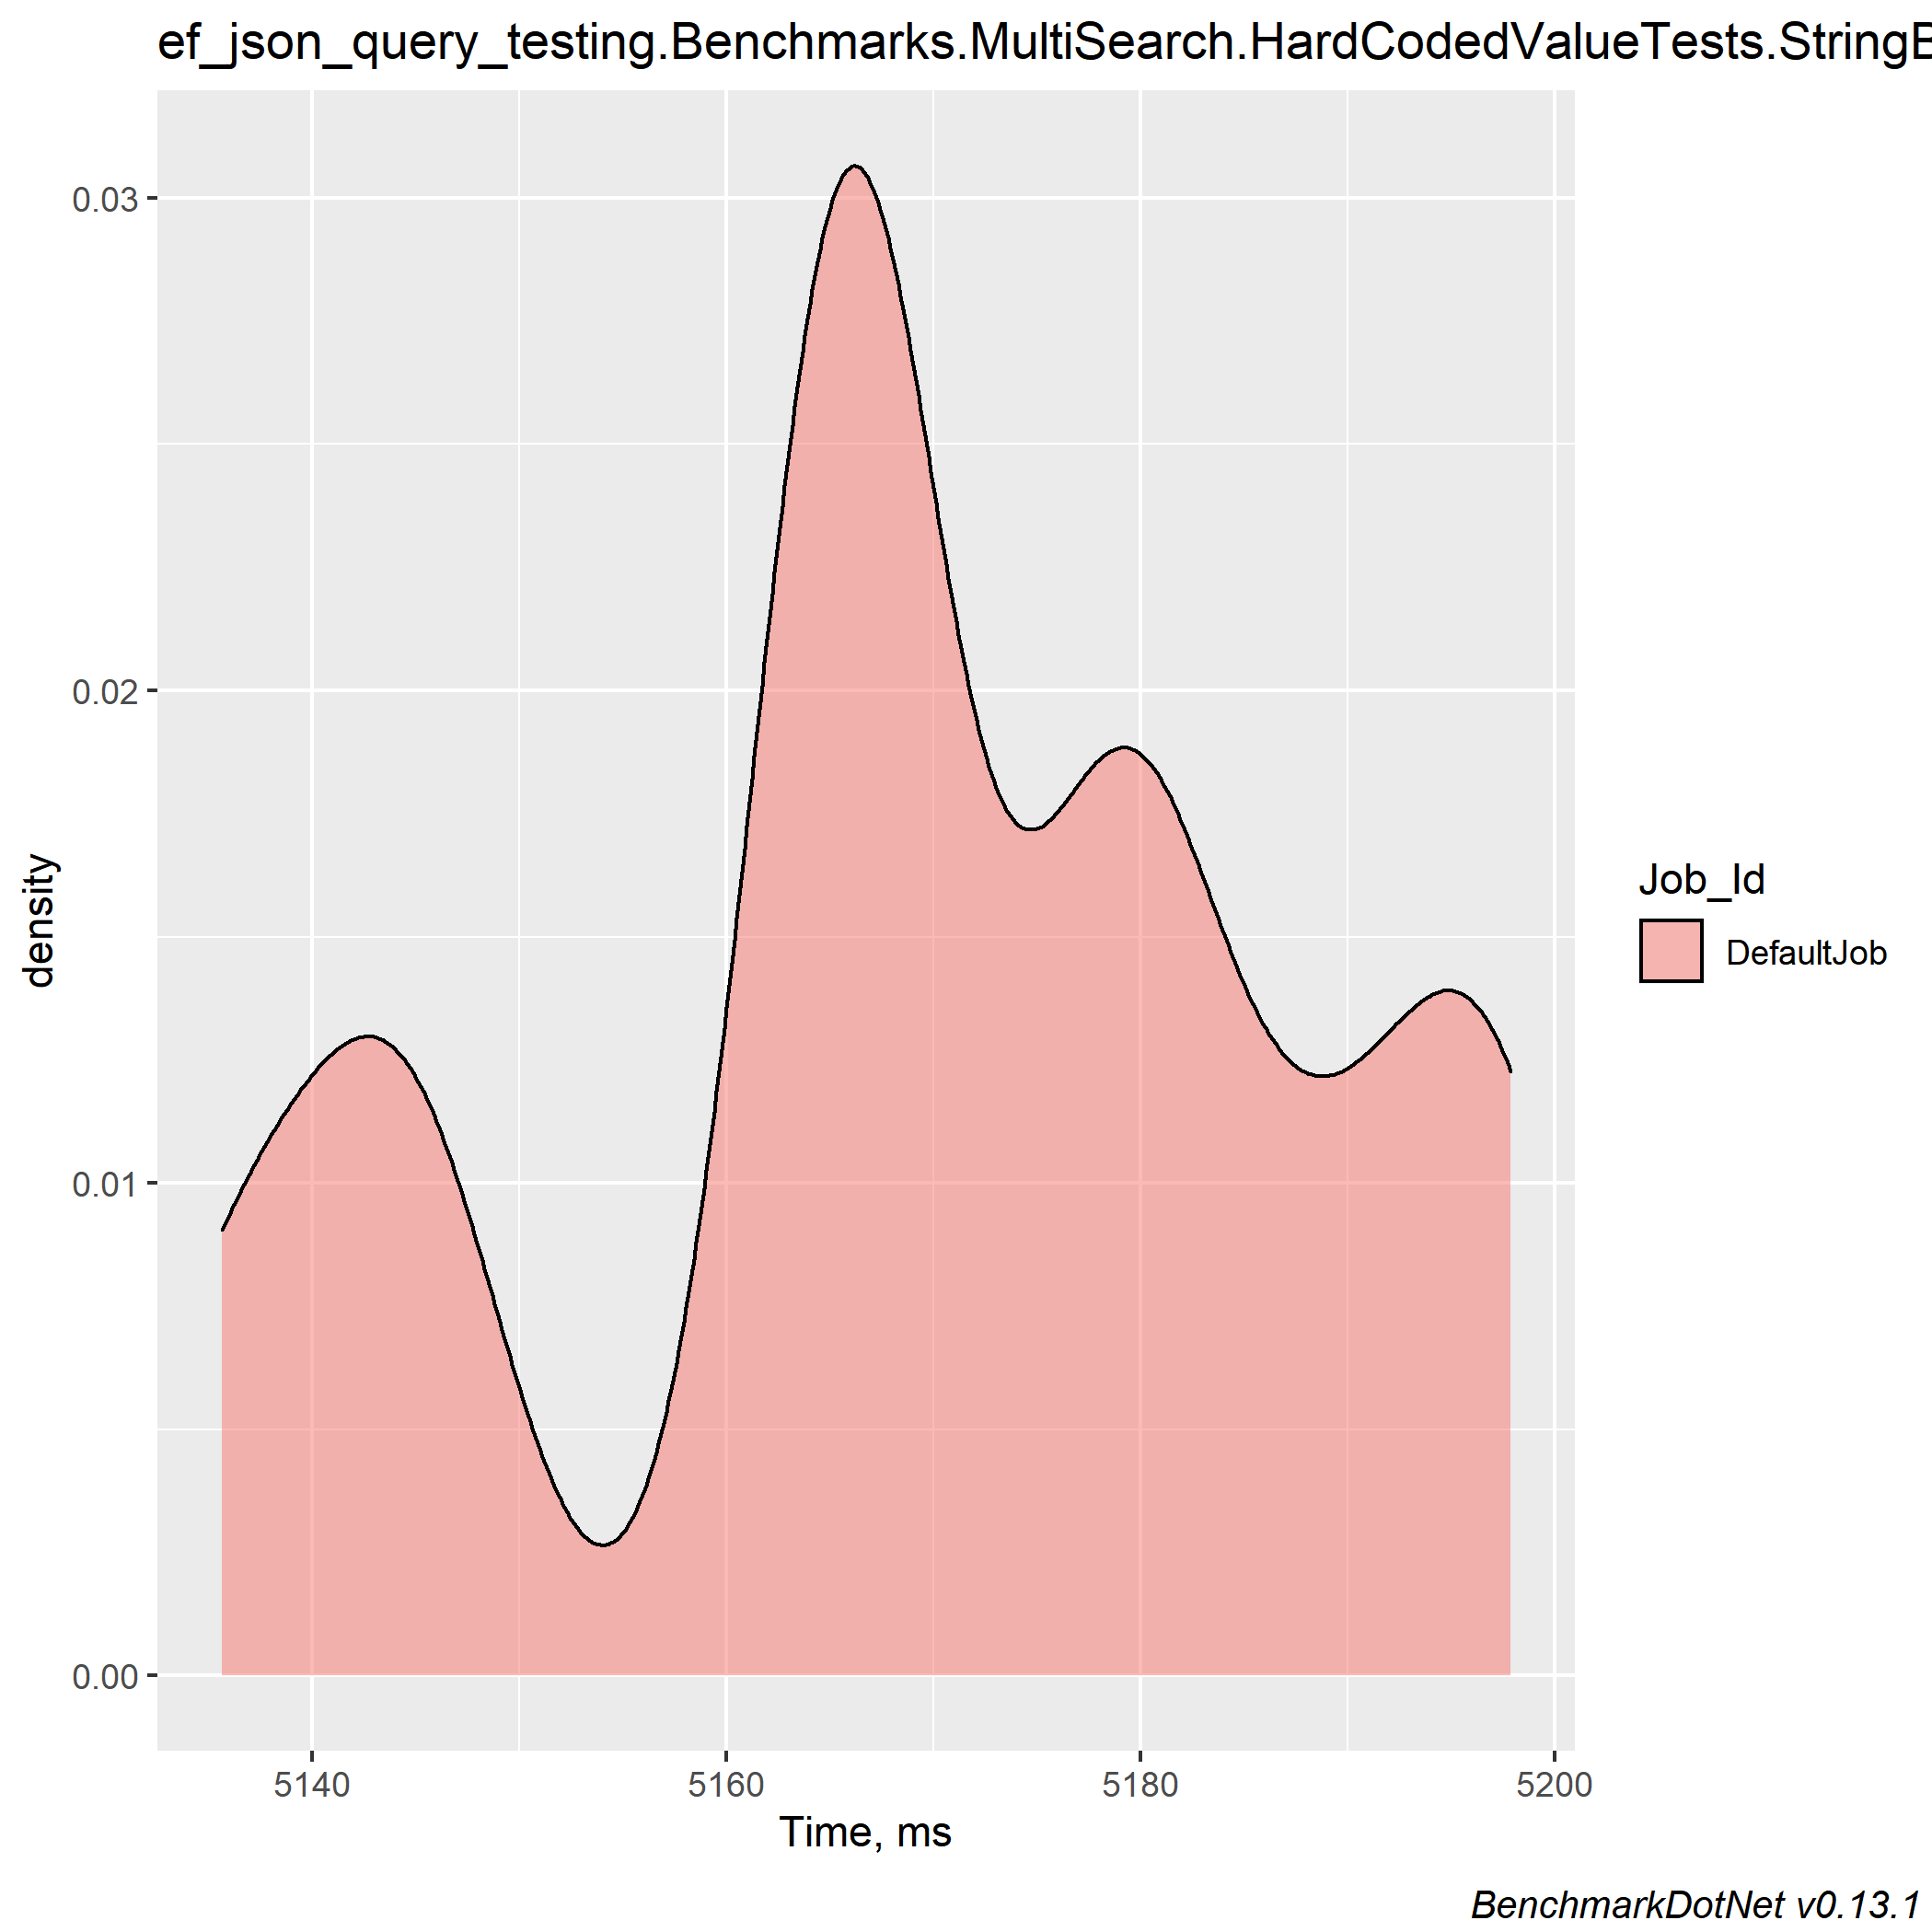 ef_json_query_testing.Benchmarks.MultiSearch.HardCodedValueTests.StringB
0.03
0.02
0.01
0.00
density
5140 5160 5180 5200
Time, ms
Job_Id
DefaultJob
BenchmarkDotNet v0.13.1